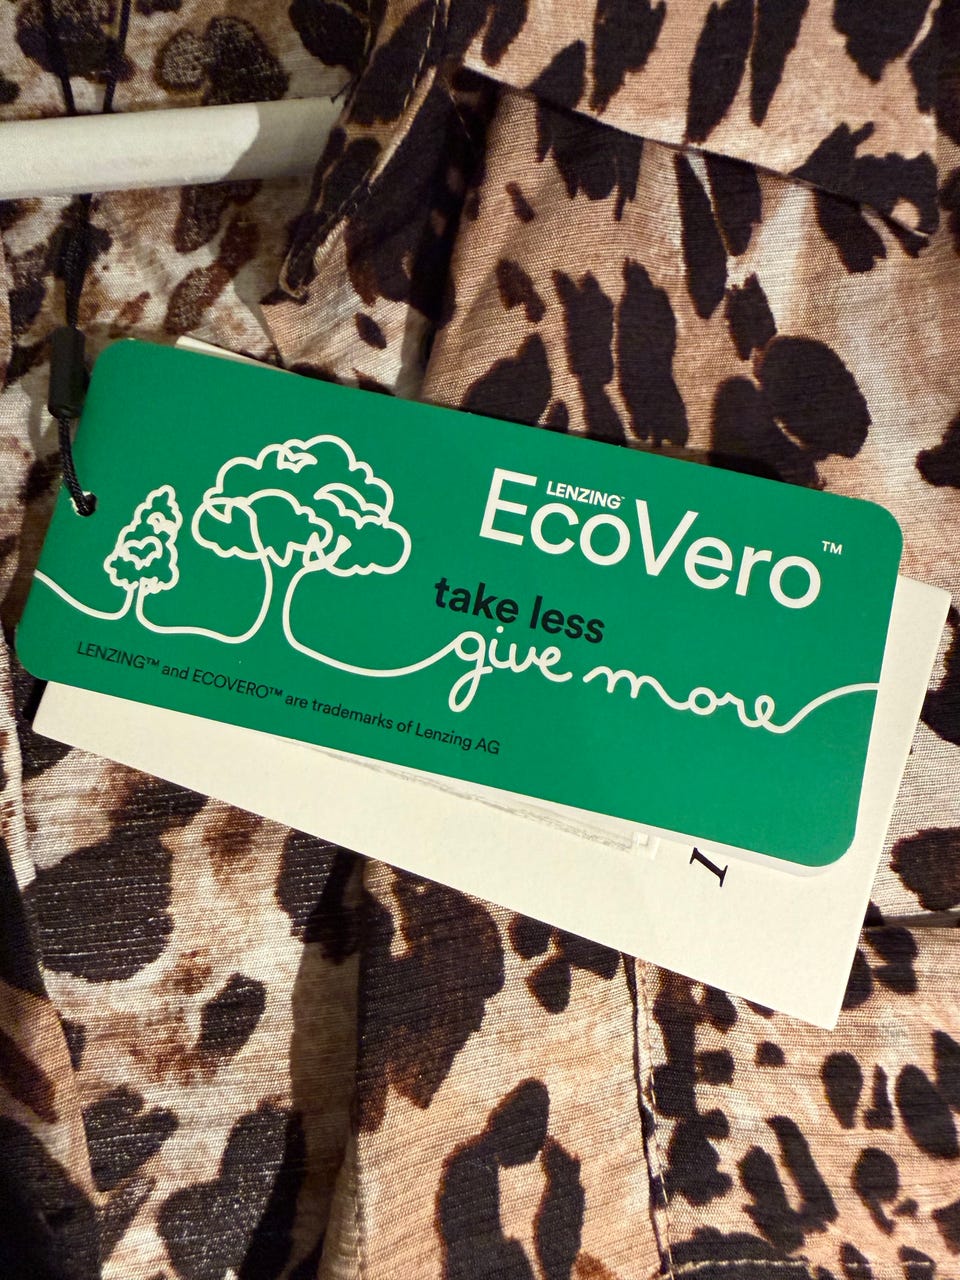 LENZING™
EcoVero™
take less
give more
LENZING™ and ECOVERO™ are trademarks of Lenzing AG
I